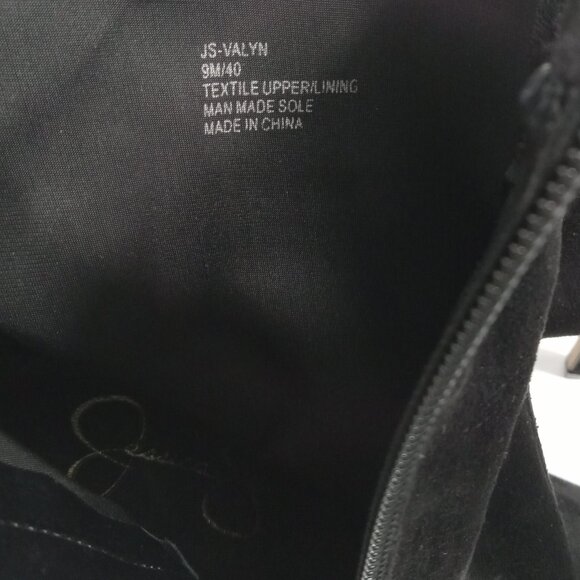 JS-VALYN
9M/40
TEXTILE UPPER/LINING
MAN MADE SOLE
MADE IN CHINA